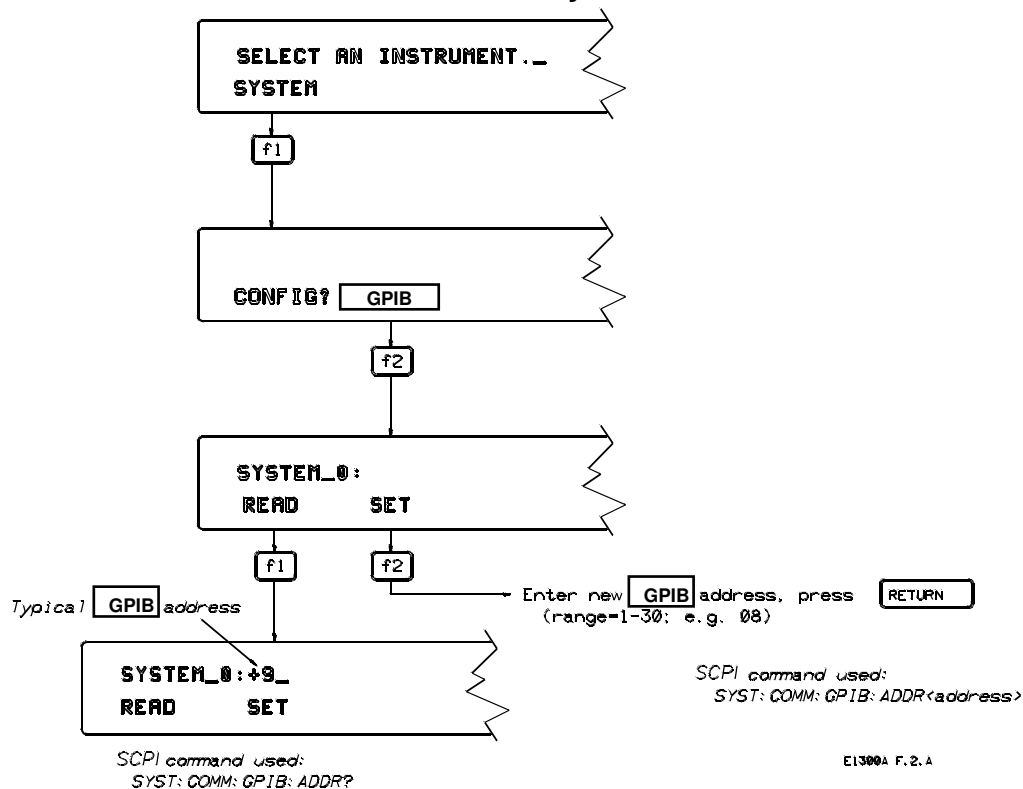 SELECT AN INSTRUMENT._
SYSTEM
f1
CONFIG? GPIB
f2
SYSTEM_0:
READ SET
f1 f2
Enter new GPIB address, press RETURN
(range=1-30; e.g. 08)
Typical GPIB address
SYSTEM_0:+9_
READ SET
SCPI command used:
SYST:COMM:GPIB:ADDR<address>
SCPI command used:
SYST:COMM:GPIB:ADDR?
E1300A F.2.A